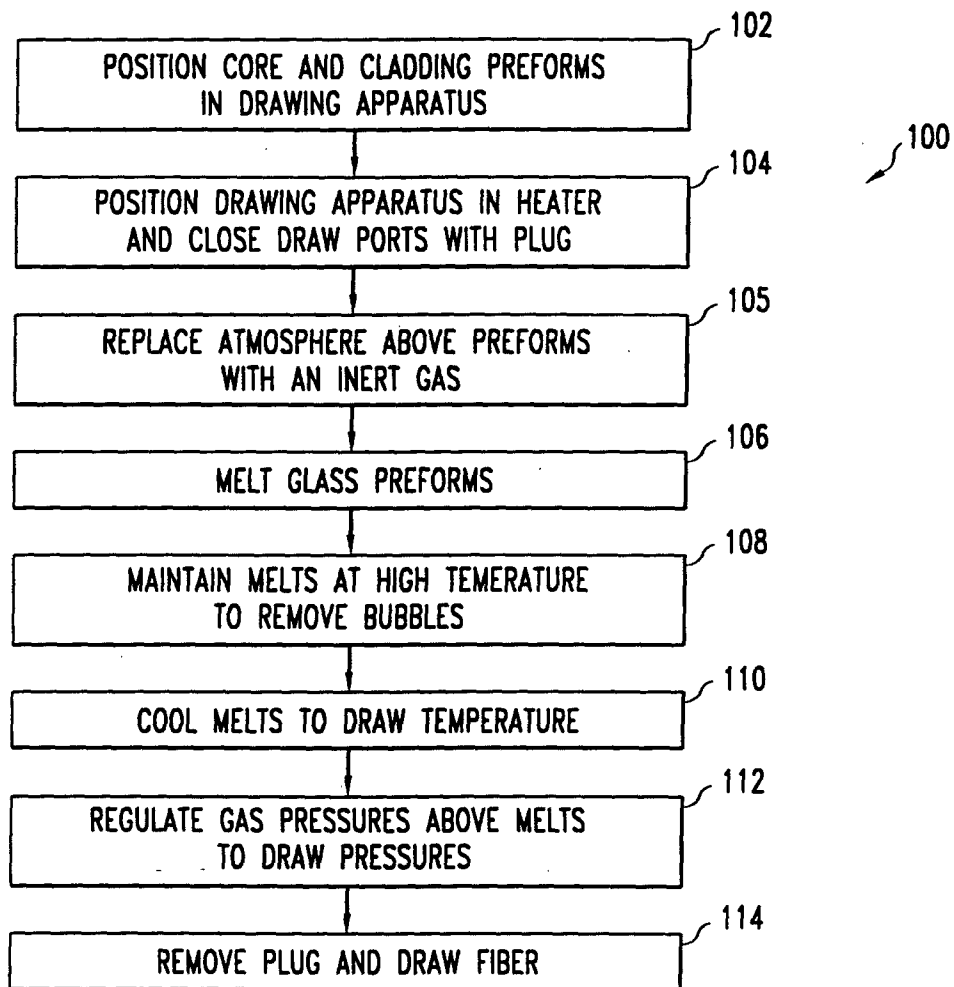 102
POSITION CORE AND CLADDING PREFORMS
IN DRAWING APPARATUS
100
104
POSITION DRAWING APPARATUS IN HEATER
AND CLOSE DRAW PORTS WITH PLUG
105
REPLACE ATMOSPHERE ABOVE PREFORMS
WITH AN INERT GAS
106
MELT GLASS PREFORMS
108
MAINTAIN MELTS AT HIGH TEMERATURE
TO REMOVE BUBBLES
110
COOL MELTS TO DRAW TEMPERATURE
112
REGULATE GAS PRESSURES ABOVE MELTS
TO DRAW PRESSURES
114
REMOVE PLUG AND DRAW FIBER